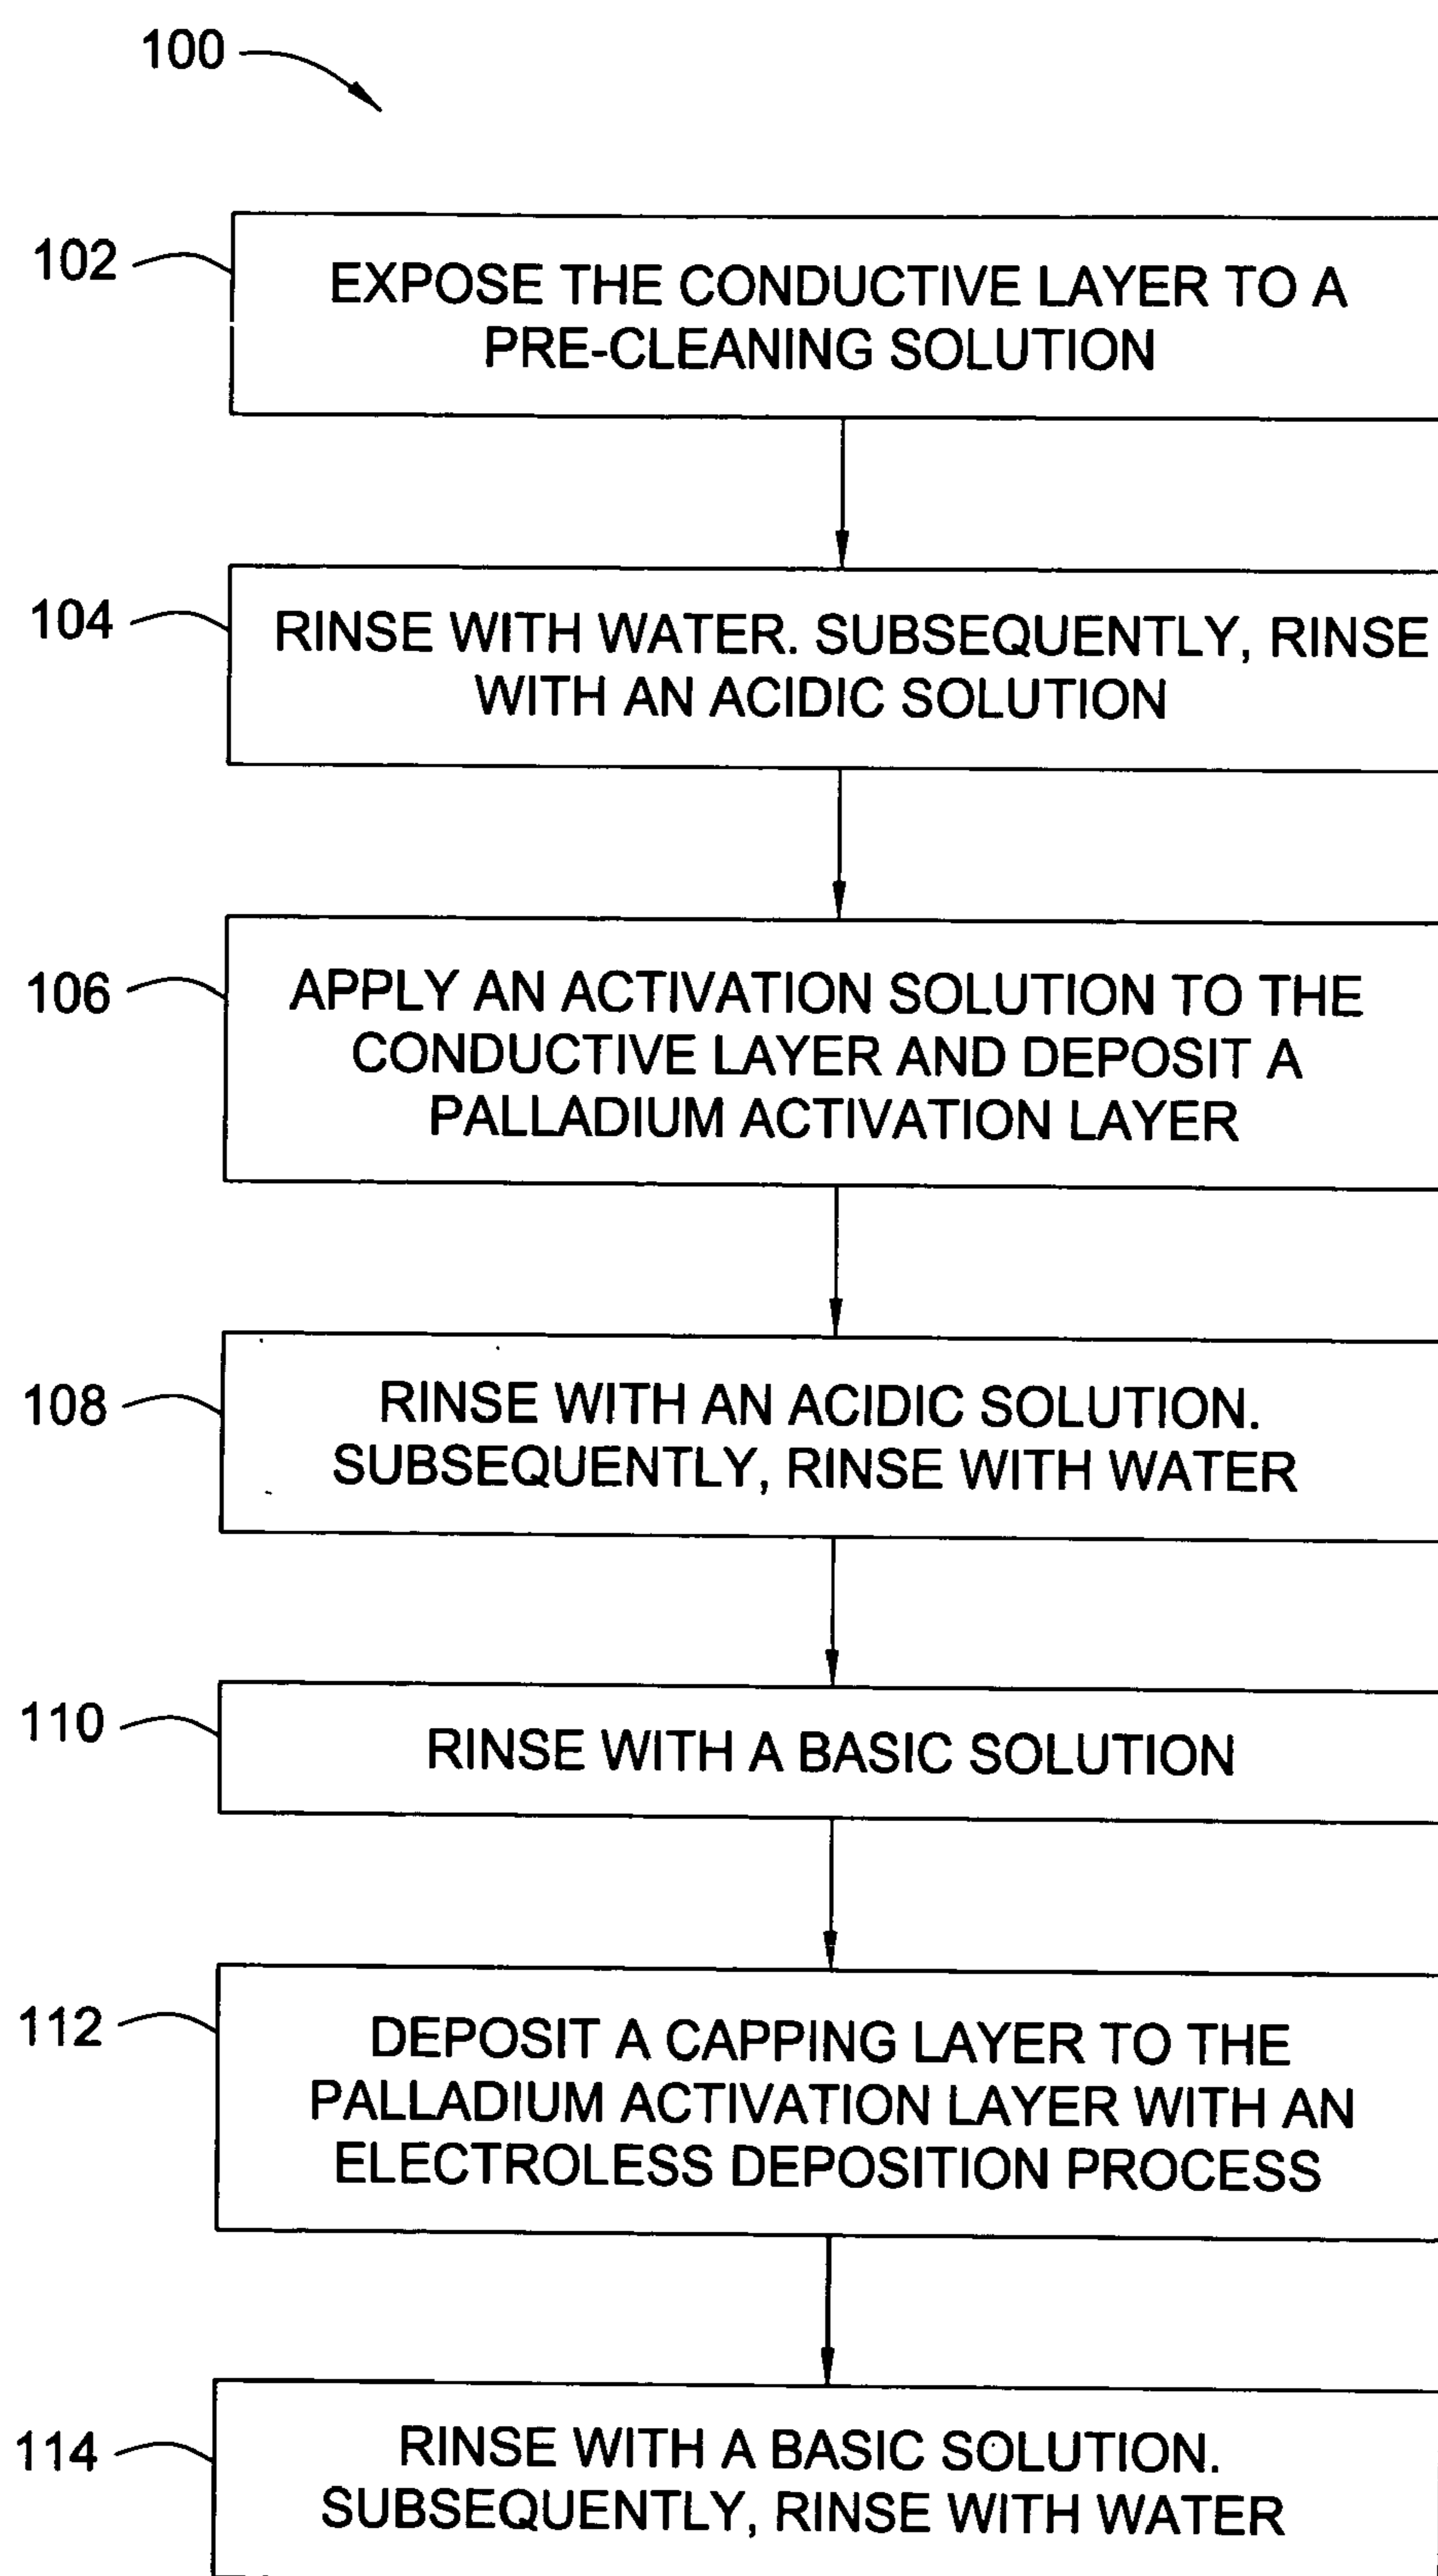 100
102
EXPOSE THE CONDUCTIVE LAYER TO A
PRE-CLEANING SOLUTION
104
RINSE WITH WATER. SUBSEQUENTLY, RINSE
WITH AN ACIDIC SOLUTION
106
APPLY AN ACTIVATION SOLUTION TO THE
CONDUCTIVE LAYER AND DEPOSIT A
PALLADIUM ACTIVATION LAYER
108
RINSE WITH AN ACIDIC SOLUTION.
SUBSEQUENTLY, RINSE WITH WATER
110
RINSE WITH A BASIC SOLUTION
112
DEPOSIT A CAPPING LAYER TO THE
PALLADIUM ACTIVATION LAYER WITH AN
ELECTROLESS DEPOSITION PROCESS
114
RINSE WITH A BASIC SOLUTION.
SUBSEQUENTLY, RINSE WITH WATER